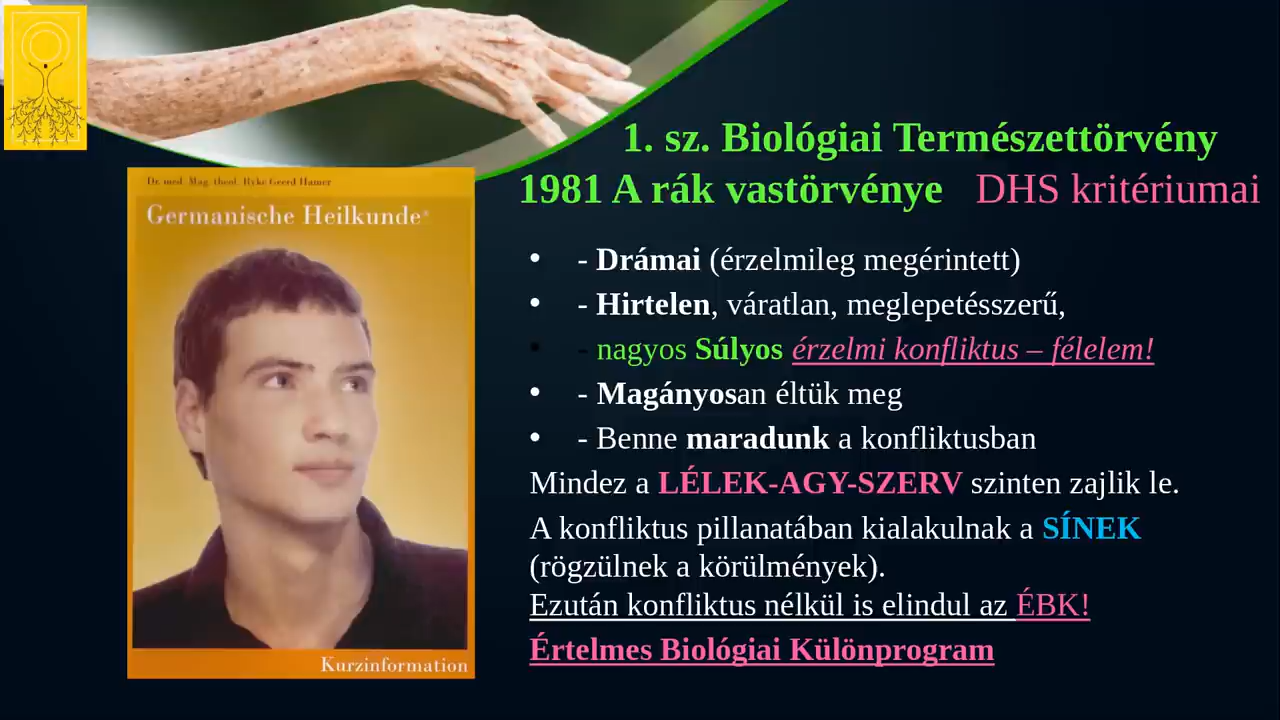 1. sz. Biológiai Természettörvény
1981 A rák vastörvénye DHS kritériumai
Dr. med. Mag. theol. Ryke Geerd Hamer
Germanische Heilkunde®
Kurzinformation
• - Drámai (érzelmileg megérintett)
• - Hirtelen, váratlan, meglepetésszerű,
• - nagyos Súlyos érzelmi konfliktus – félelem!
• - Magányosan éltük meg
• - Benne maradunk a konfliktusban
Mindez a LÉLEK-AGY-SZERV szinten zajlik le.
A konfliktus pillanatában kialakulnak a SÍNEK
(rögzülnek a körülmények).
Ezután konfliktus nélkül is elindul az ÉBK!
Értelmes Biológiai Különprogram